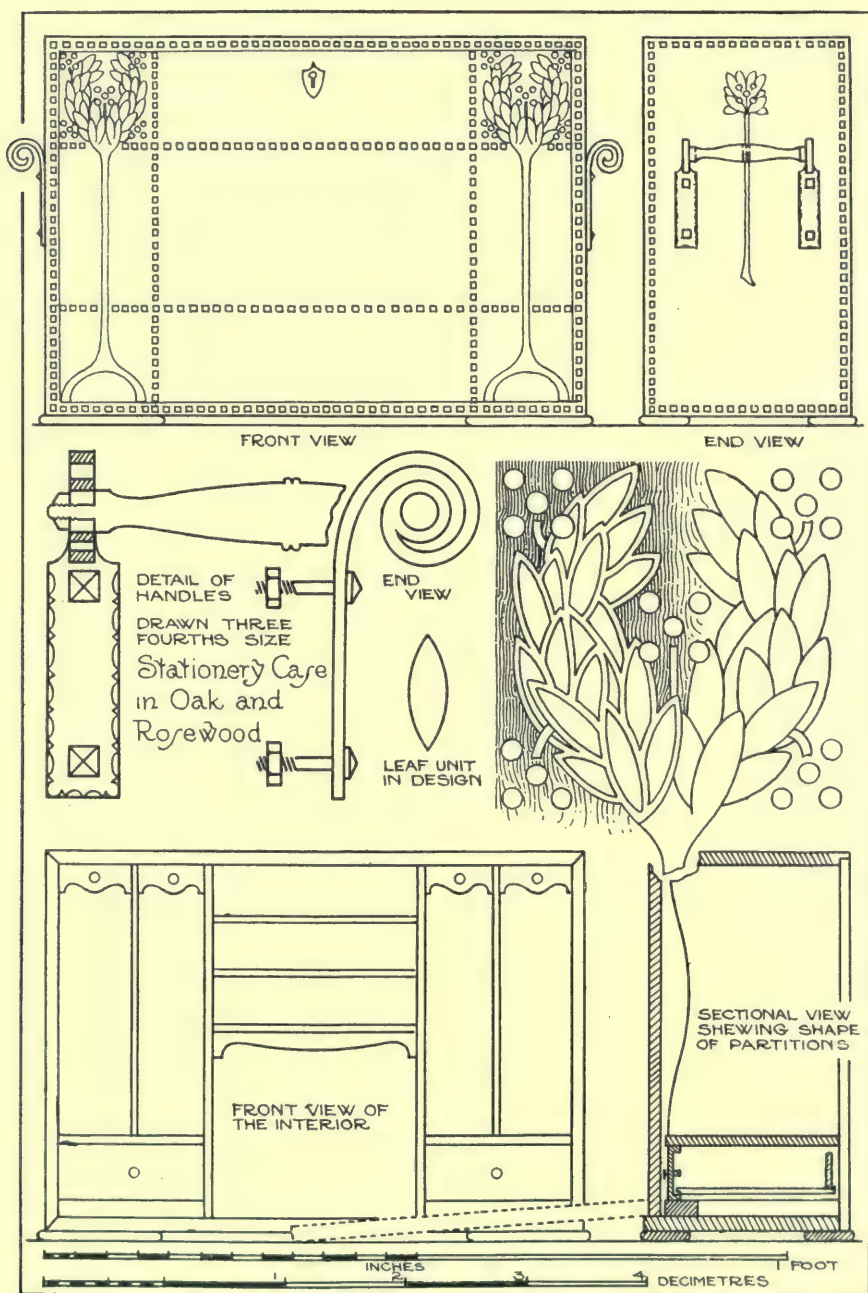 FRONT VIEW
END VIEW
DETAIL OF
HANDLES
DRAWN THREE
FOURTHS SIZE
Stationery Case
in Oak and
Rosewood
END
VIEW
LEAF UNIT
IN DESIGN
SECTIONAL VIEW
SHEWING SHAPE
OF PARTITIONS
FRONT VIEW OF
THE INTERIOR
INCHES
1 FOOT
1 2 3 4 DECIMETRES